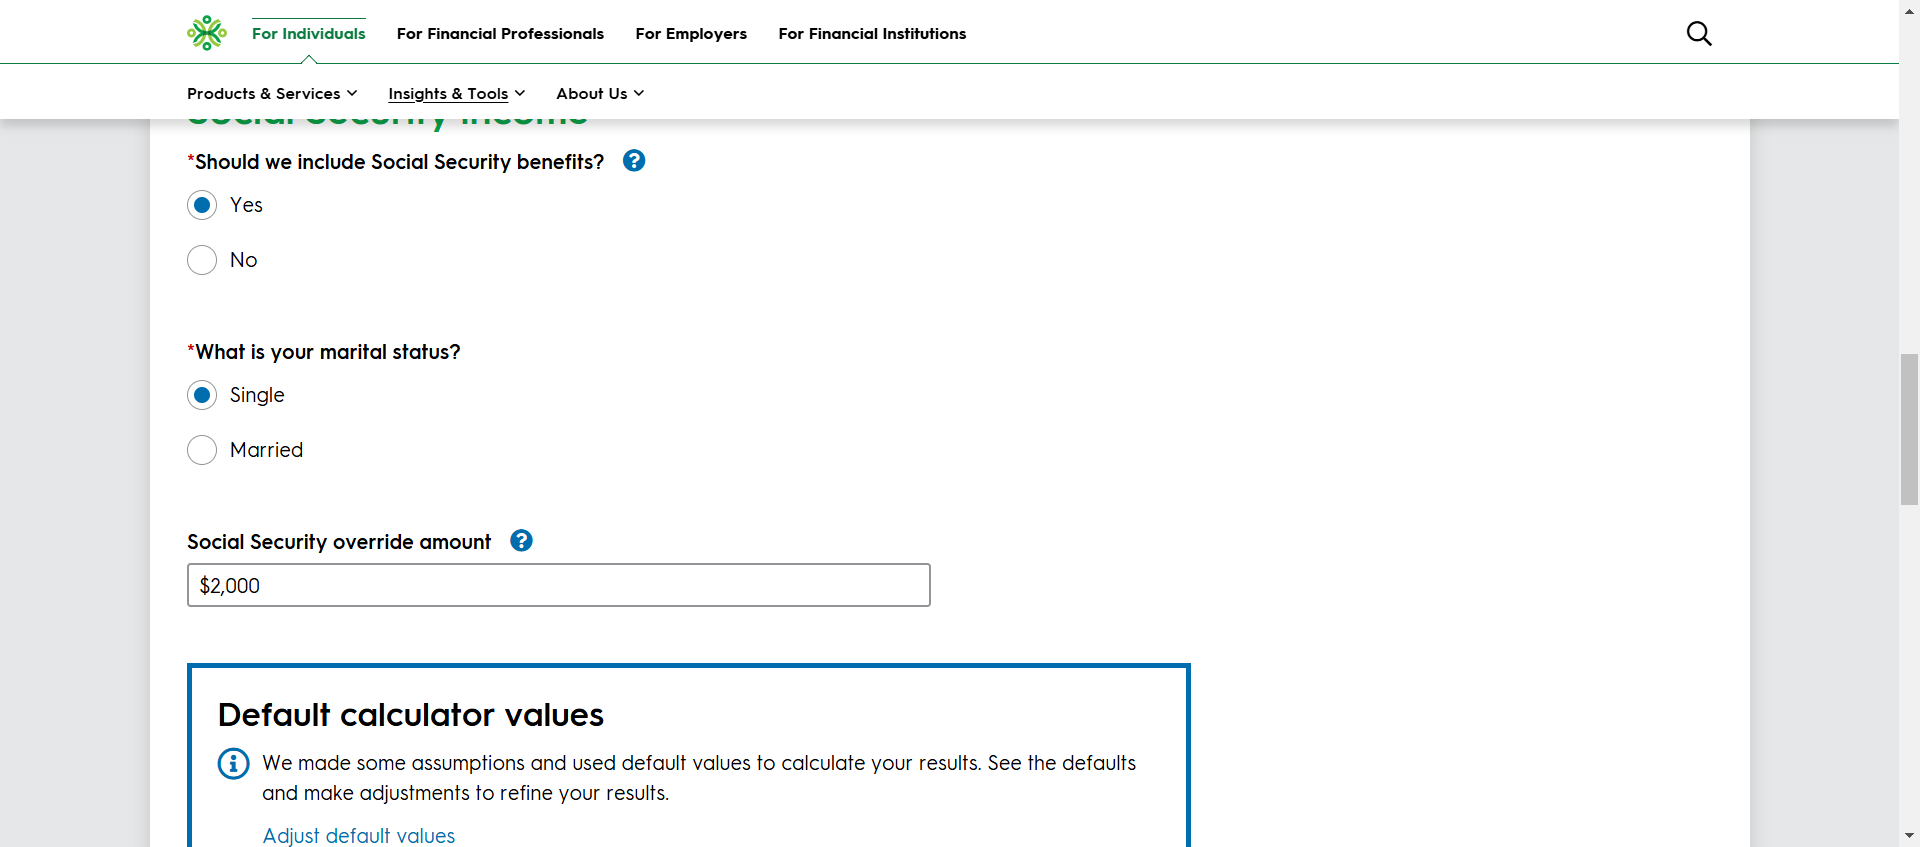 For Individuals
For Financial Professionals
For Employers
For Financial Institutions
Products & Services
Insights & Tools
About Us
Social Security Income
*Should we include Social Security benefits?
Yes
No
*What is your marital status?
Single
Married
Social Security override amount
$2,000
Default calculator values
We made some assumptions and used default values to calculate your results. See the defaults
and make adjustments to refine your results.
Adjust default values